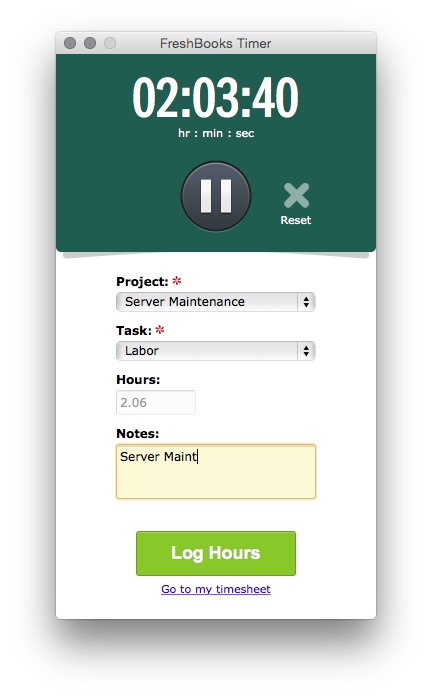 FreshBooks Timer
02:03:40
hr : min : sec
Reset
Project: *
Server Maintenance
Task: *
Labor
Hours:
2.06
Notes:
Server Maint
Log Hours
Go to my timesheet